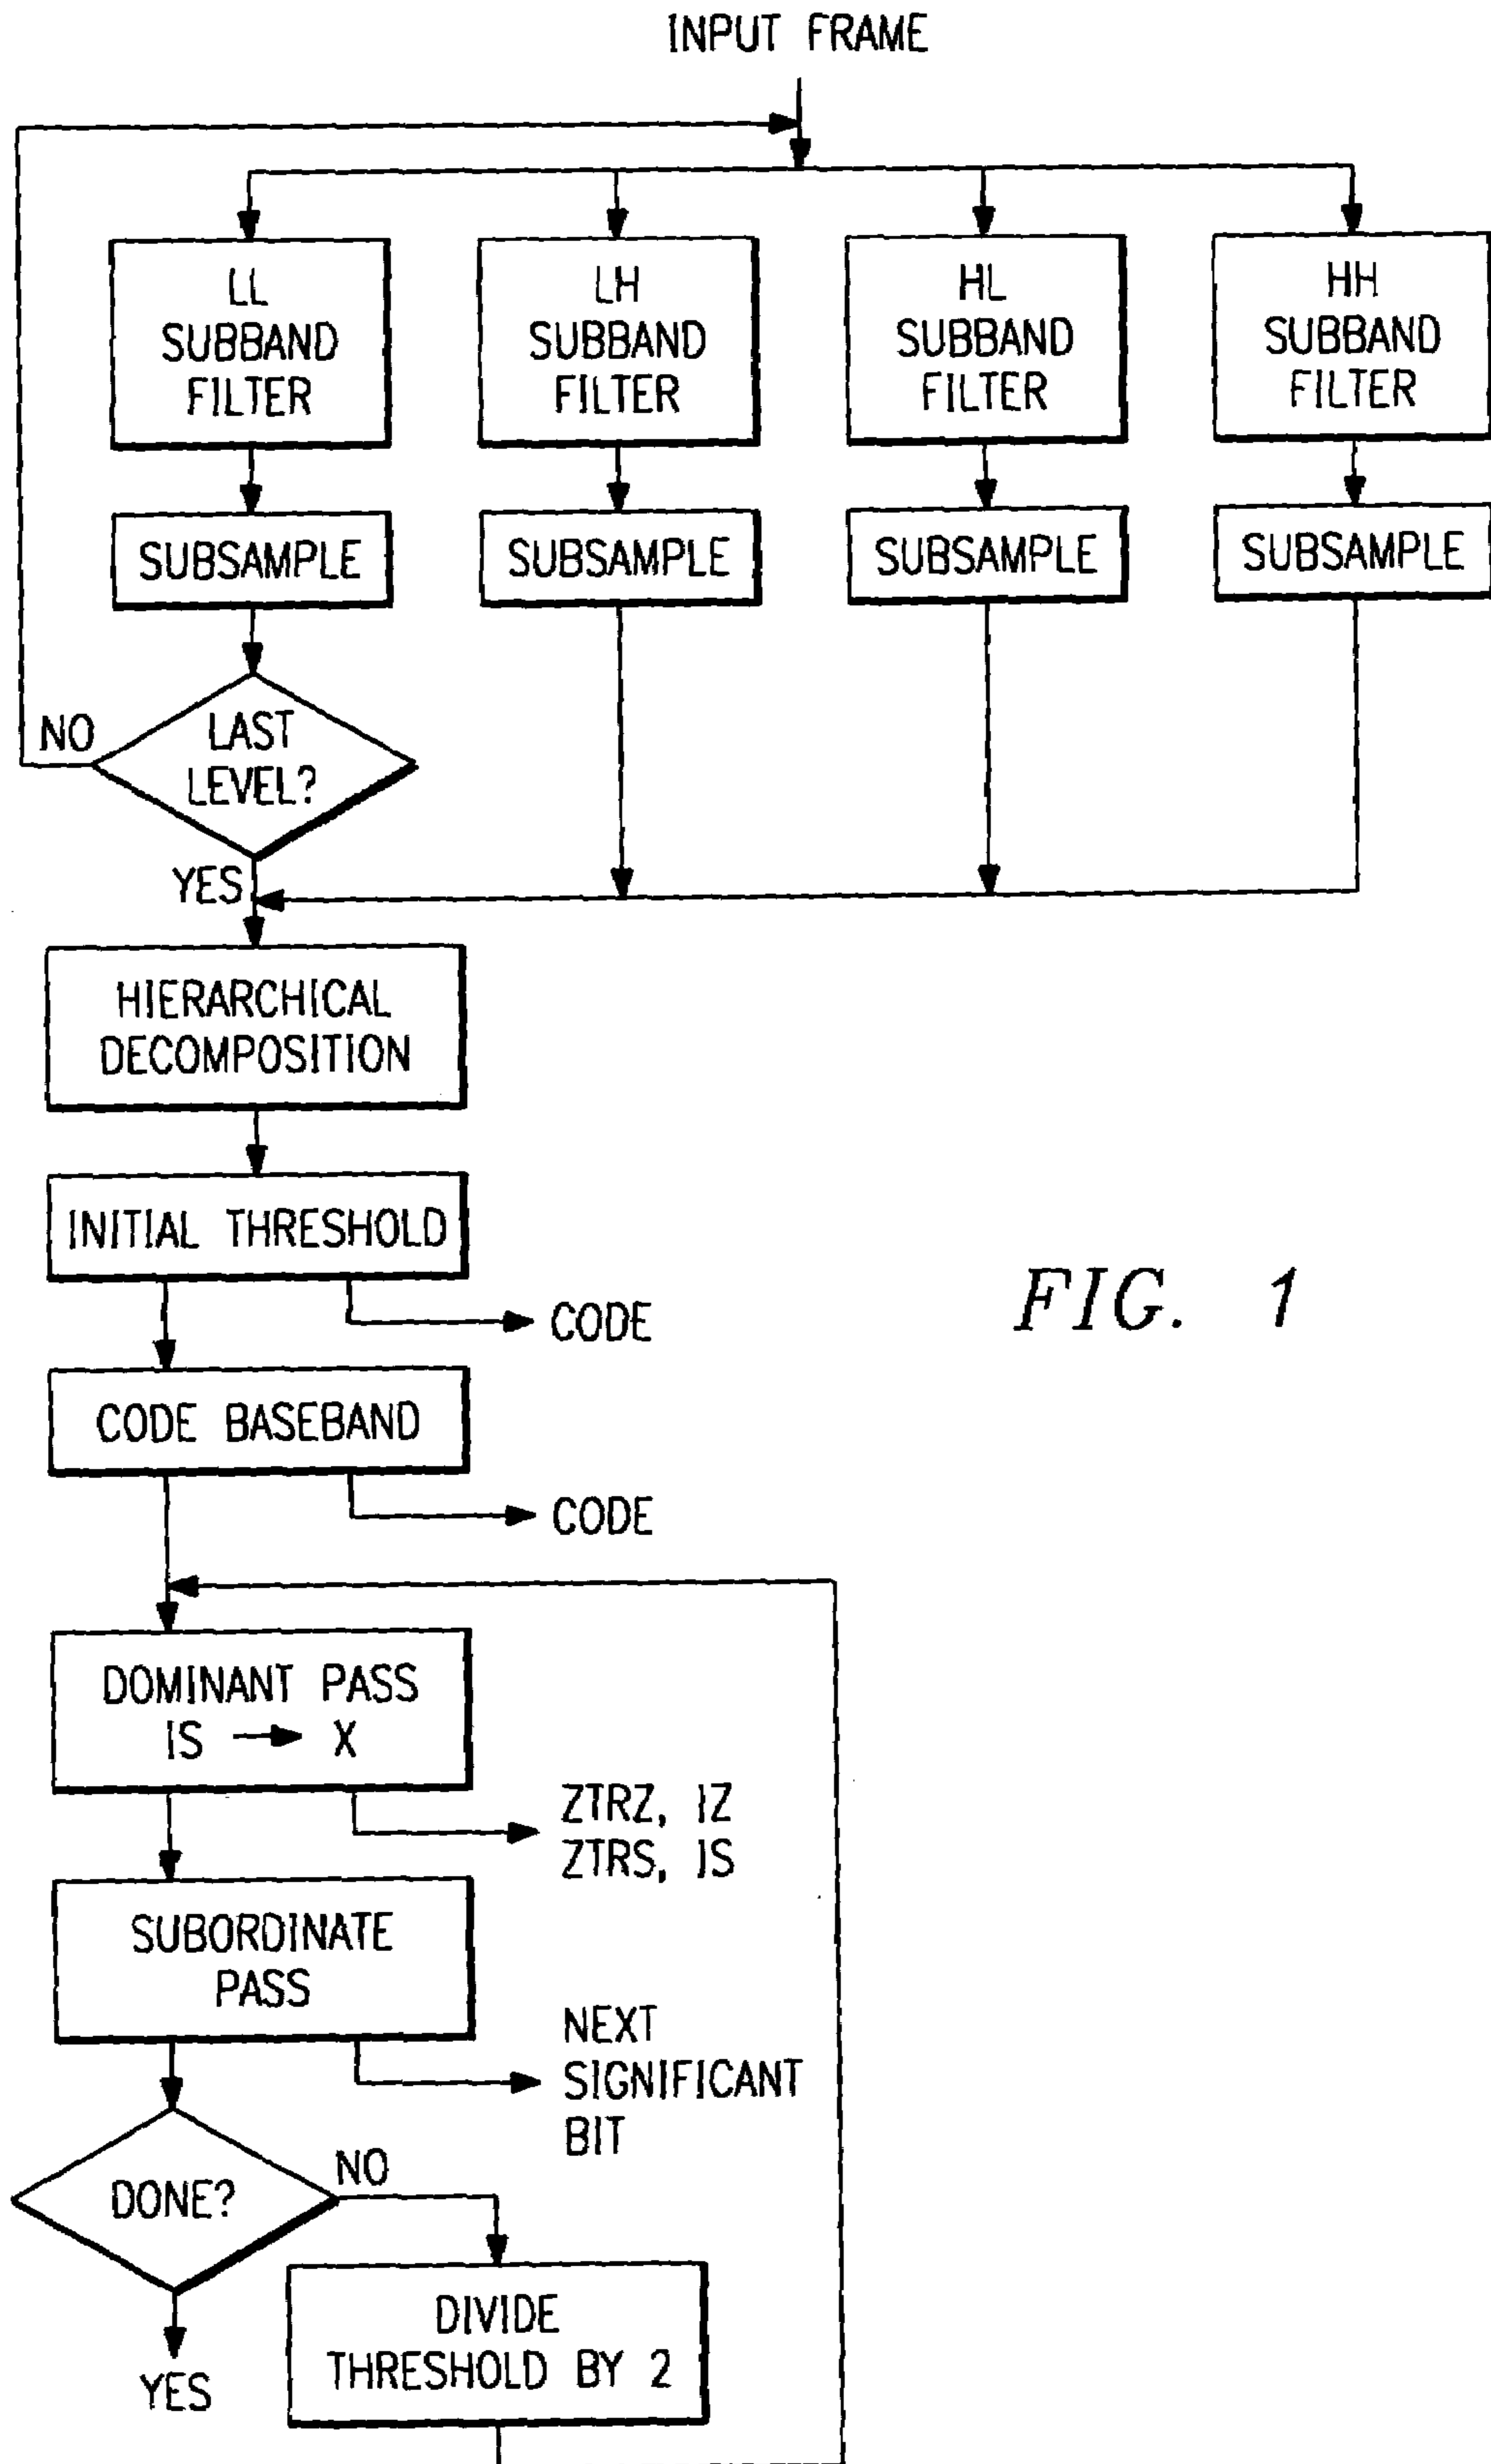 INPUT FRAME
LL
SUBBAND
FILTER
LH
SUBBAND
FILTER
HL
SUBBAND
FILTER
HH
SUBBAND
FILTER
SUBSAMPLE
SUBSAMPLE
SUBSAMPLE
SUBSAMPLE
NO
LAST
LEVEL?
YES
HIERARCHICAL
DECOMPOSITION
INITIAL THRESHOLD
CODE
FIG. 1
CODE BASEBAND
CODE
DOMINANT PASS
IS → X
ZTRZ, IZ
ZTRS, IS
SUBORDINATE
PASS
NEXT
SIGNIFICANT
BIT
DONE?
NO
YES
DIVIDE
THRESHOLD BY 2